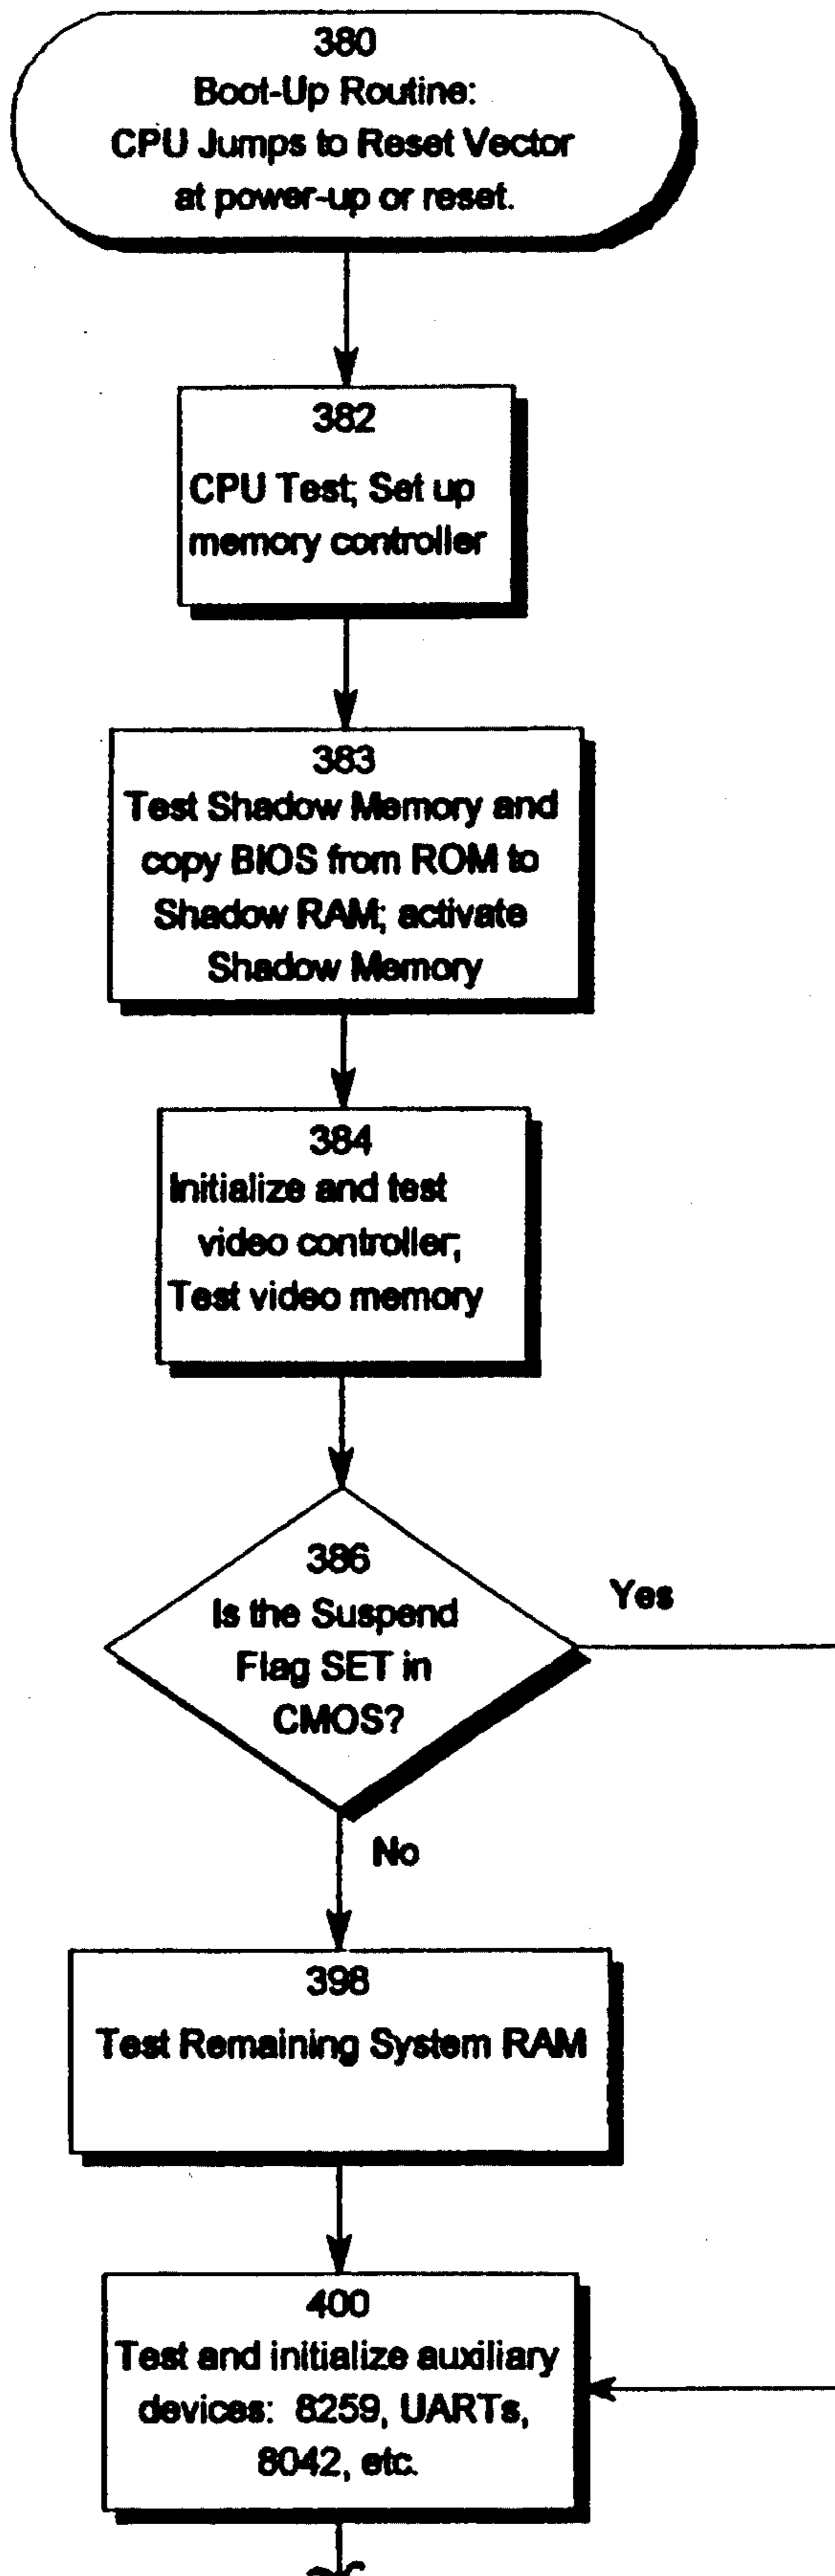 380
Boot-Up Routine:
CPU Jumps to Reset Vector
at power-up or reset.
382
CPU Test; Set up
memory controller
383
Test Shadow Memory and
copy BIOS from ROM to
Shadow RAM; activate
Shadow Memory
384
Initialize and test
video controller;
Test video memory
386
Is the Suspend
Flag SET in
CMOS?
Yes
No
398
Test Remaining System RAM
400
Test and initialize auxiliary
devices: 8259, UARTs,
8042, etc.